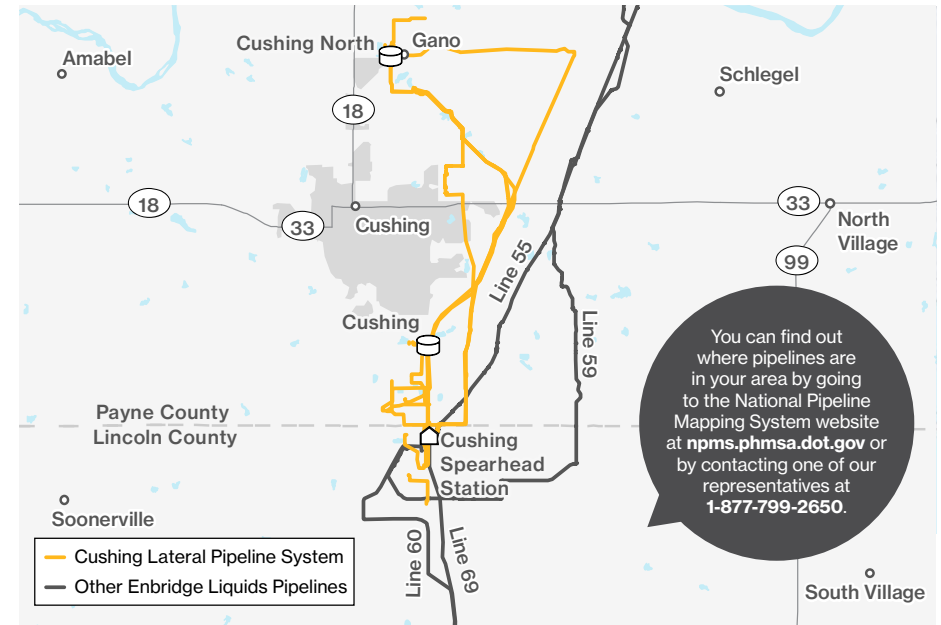 Amabel
Cushing North
Gano
Schlegel
18
18
33
Cushing
33
North
Village
99
Line 55
Line 59
Cushing
You can find out
where pipelines are
in your area by going
to the National Pipeline
Mapping System website
at npms.phmsa.dot.gov or
by contacting one of our
representatives at
1-877-799-2650.
Payne County
Lincoln County
Cushing
Spearhead
Station
Soonerville
Line 60
Line 69
South Village
Cushing Lateral Pipeline System
Other Enbridge Liquids Pipelines